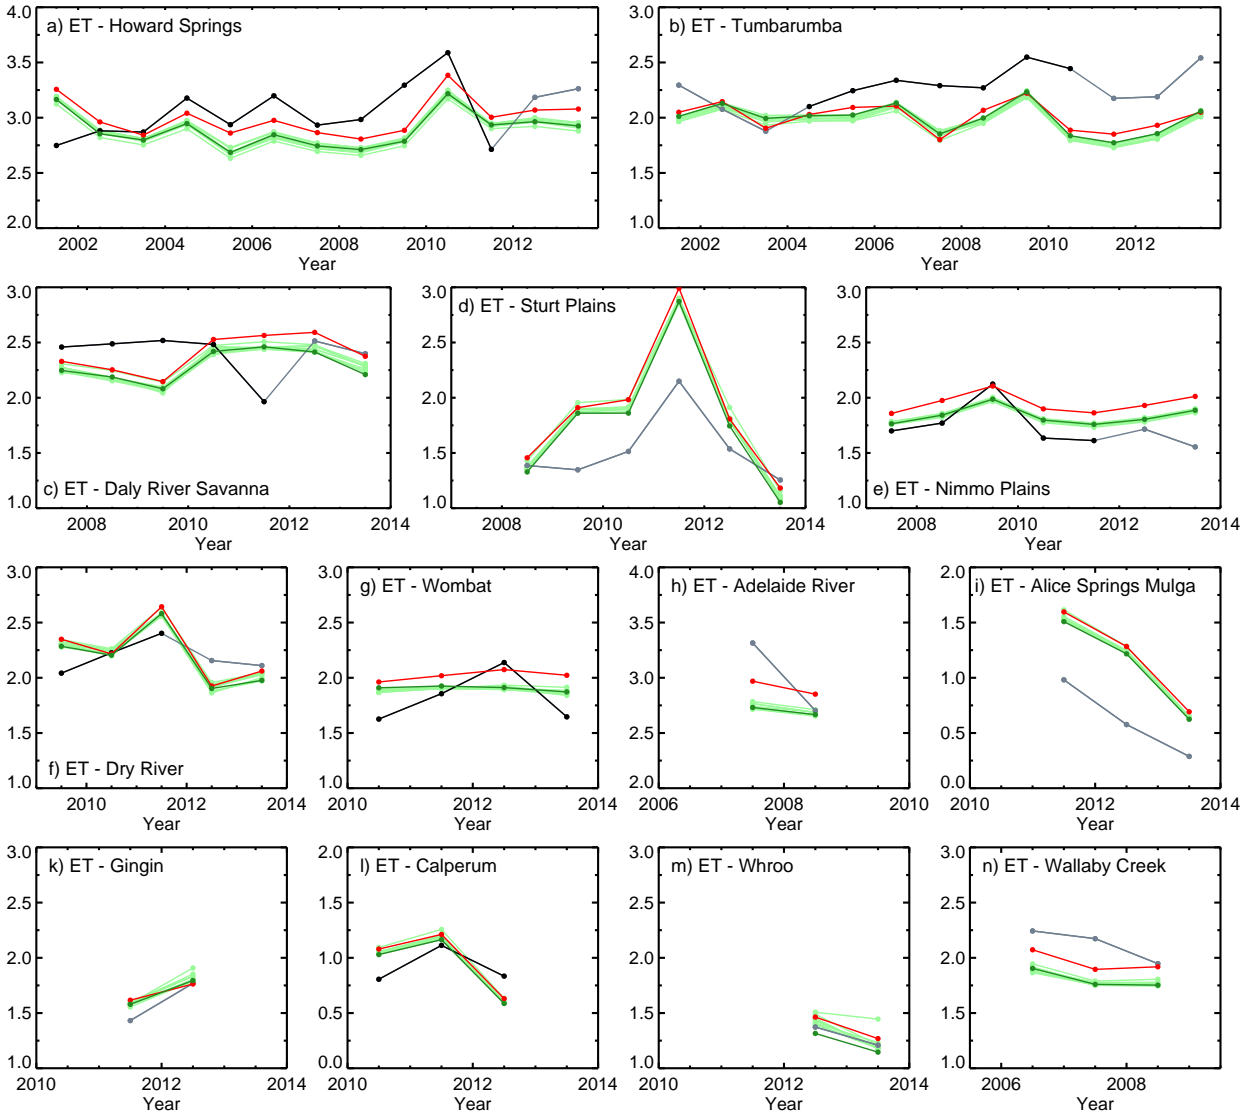 a) ET - Howard Springs
4.0
3.5
3.0
2.5
2.0
2002 2004 2006 2008 2010 2012
Year
b) ET - Tumbarumba
3.0
2.5
2.0
1.5
1.0
2002 2004 2006 2008 2010 2012
Year
3.0
2.5
2.0
1.5
1.0
c) ET - Daly River Savanna
2008 2010 2012 2014
Year
d) ET - Sturt Plains
3.0
2.5
2.0
1.5
1.0
2008 2010 2012 2014
Year
3.0
2.5
2.0
1.5
1.0
e) ET - Nimmo Plains
2008 2010 2012 2014
Year
3.0
2.5
2.0
1.5
1.0
f) ET - Dry River
2010 2012 2014
Year
g) ET - Wombat
3.0
2.5
2.0
1.5
1.0
2010 2012 2014
Year
h) ET - Adelaide River
4.0
3.5
3.0
2.5
2.0
2006 2008 2010
Year
i) ET - Alice Springs Mulga
2.0
1.5
1.0
0.5
0.0
2010 2012 2014
Year
k) ET - Gingin
3.0
2.5
2.0
1.5
1.0
2010 2012 2014
Year
l) ET - Calperum
2.0
1.5
1.0
0.5
0.0
2010 2012 2014
Year
m) ET - Whroo
3.0
2.5
2.0
1.5
1.0
2010 2012 2014
Year
n) ET - Wallaby Creek
3.0
2.5
2.0
1.5
1.0
2006 2008
Year